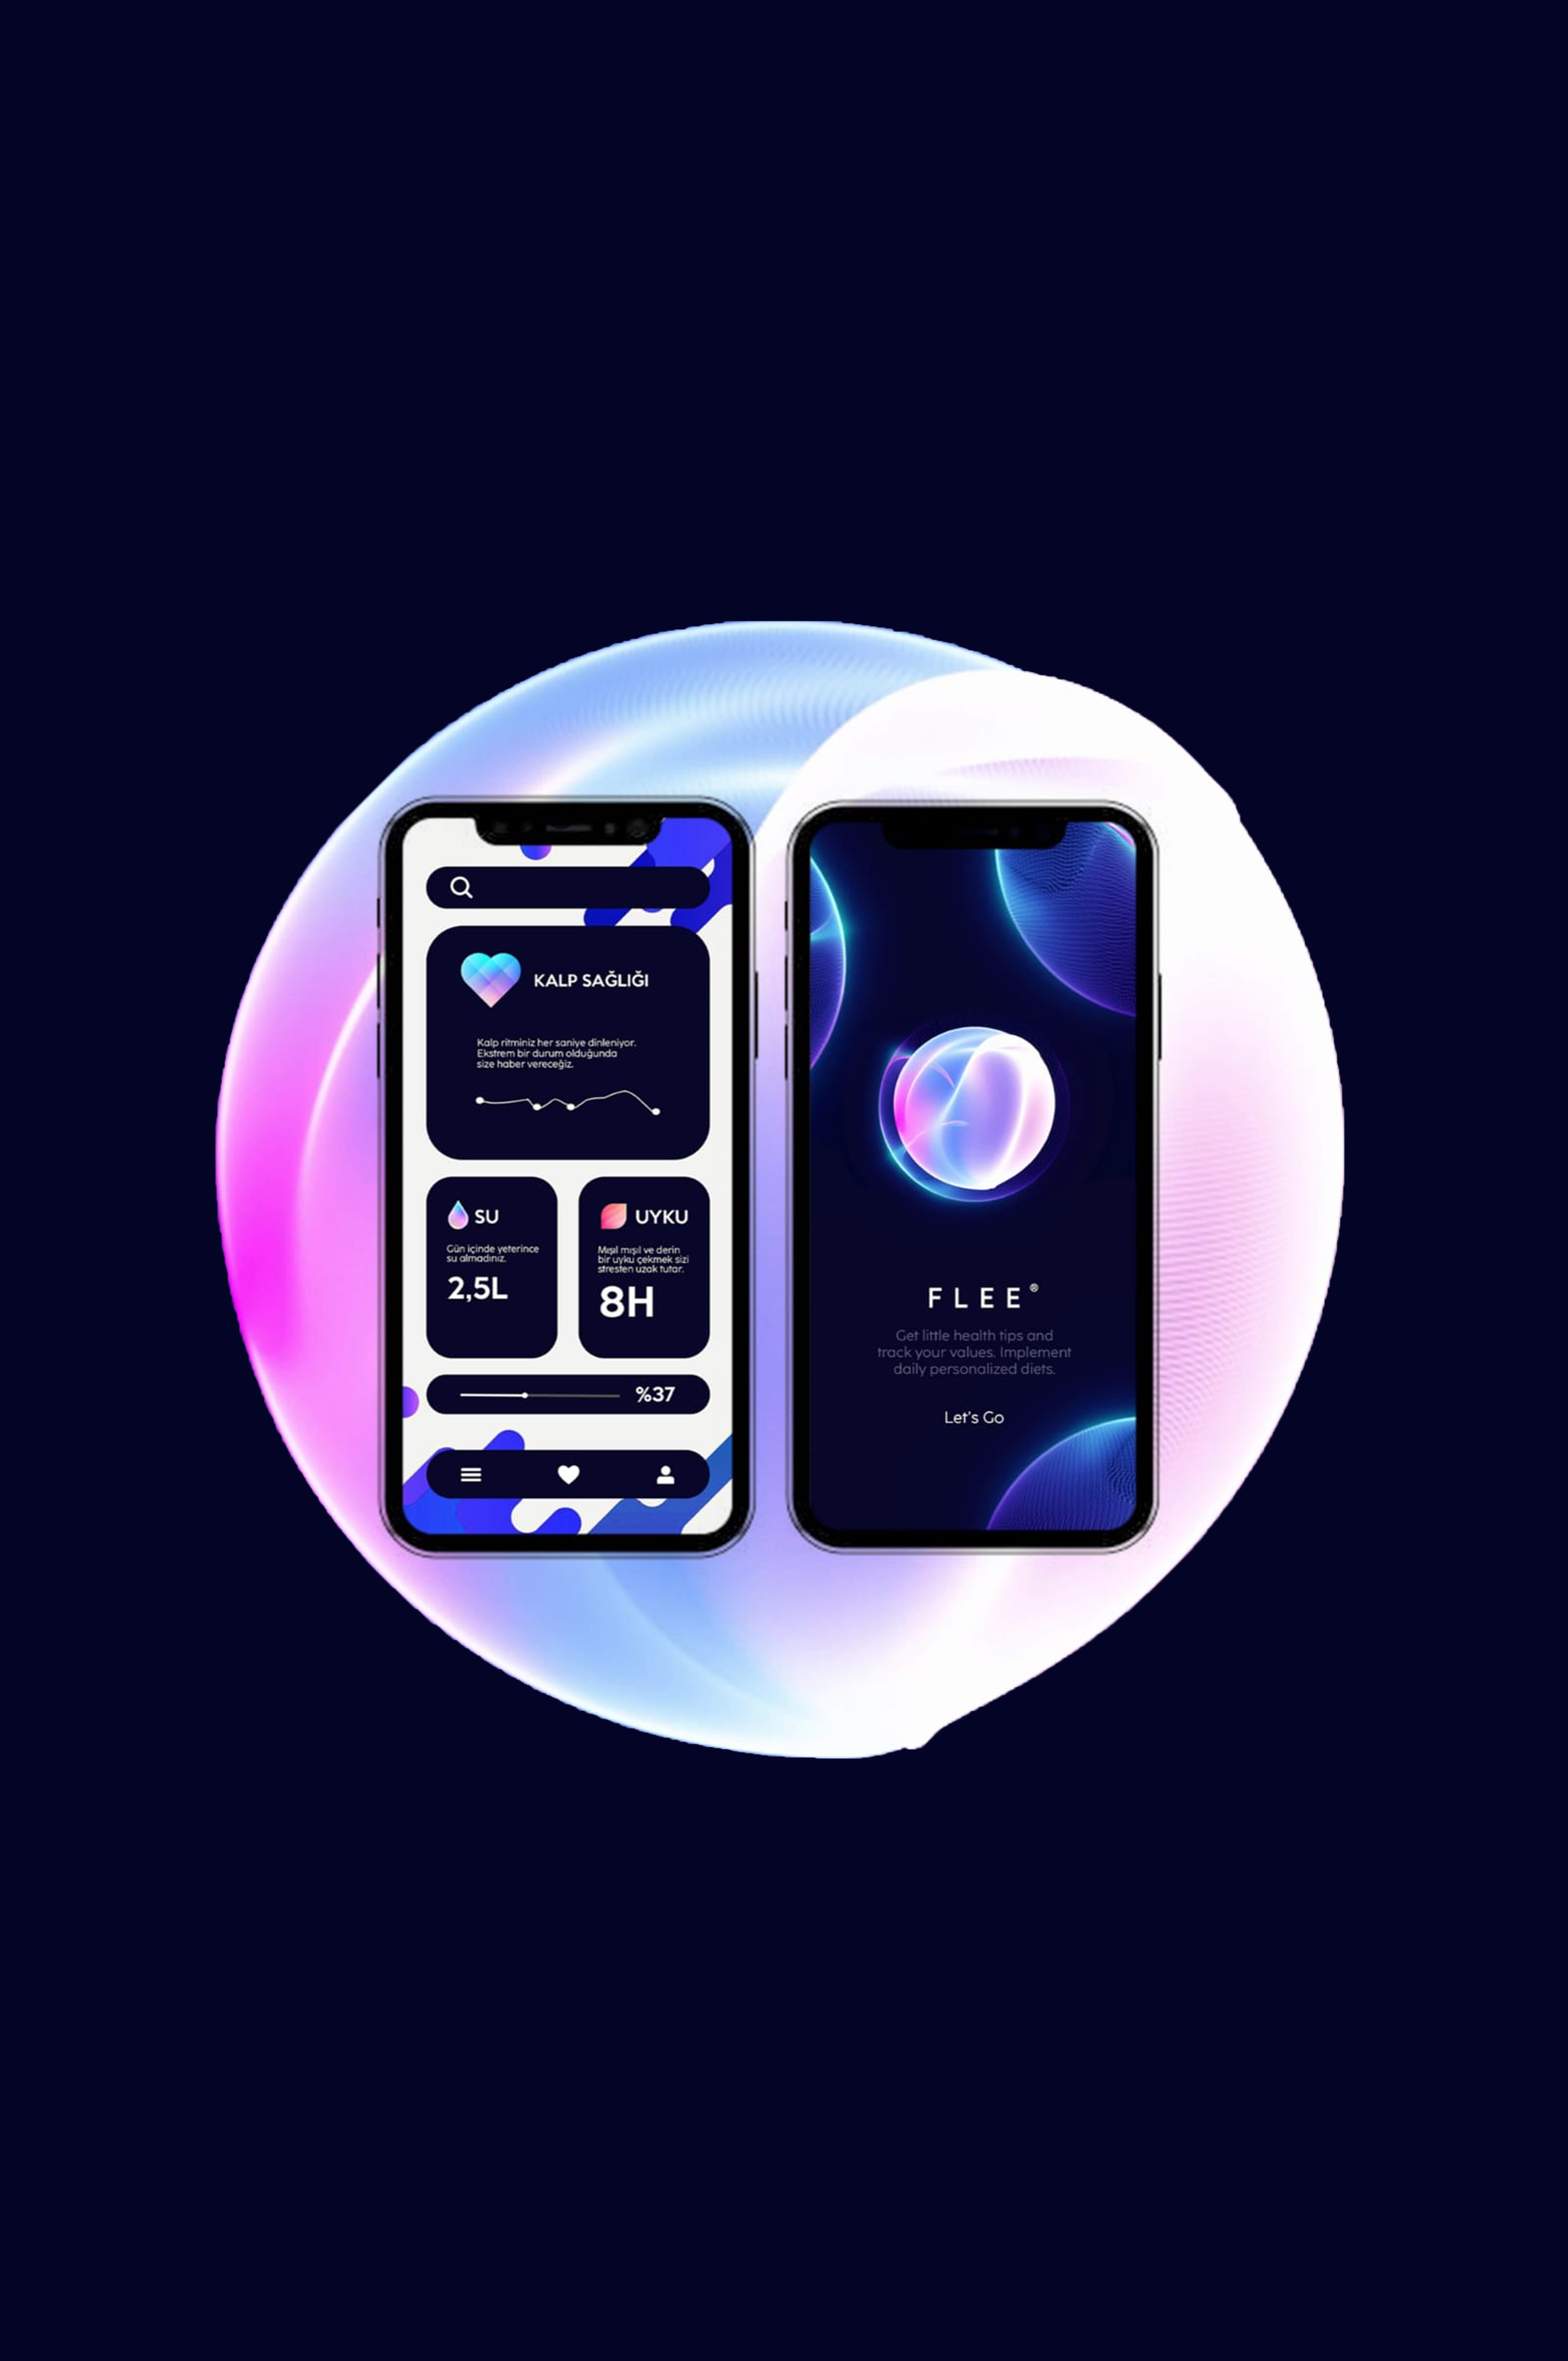 KALP SAĞLIĞI
Kalp ritminiz her saniye dinleniyor.
Ekstrem bir durum olduğunda
size haber vereceğiz.
SU
Gün içinde yeterince
su almadınız.
2,5L
UYKU
Mışıl mışıl ve derin
bir uyku çekmek sizi
stresten uzak tutar.
8H
%37
FLEE®
Get little health tips and
track your values. Implement
daily personalized diets.
Let's Go